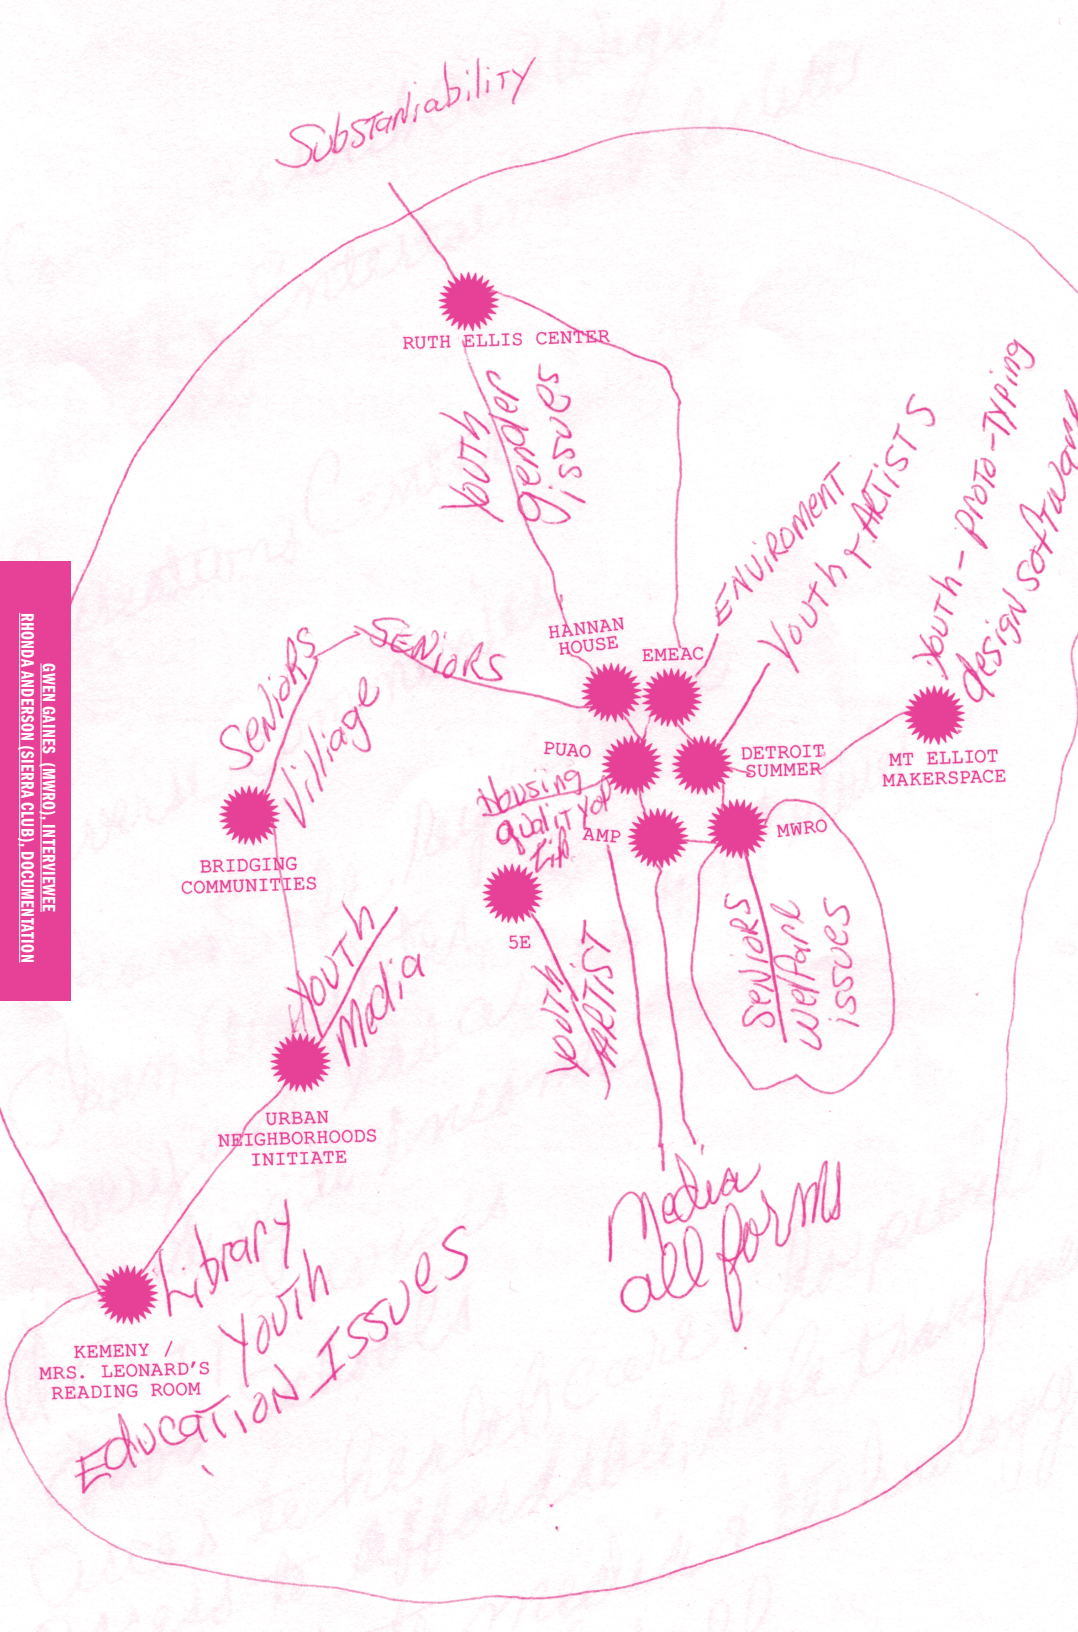 Substaniability
RUTH ELLIS CENTER
Youth
gender
issues
ENVIROMENT
Youth & ARTISTS
Youth - Proto-Typing
design Software
HANNAN
HOUSE
EMEAC
SENIORS
SENIORS
Village
PUAO
DETROIT
SUMMER
MT ELLIOT
MAKERSPACE
Housing
quality of
AMP
MWRO
BRIDGING
COMMUNITIES
5E
Youth
ARTIST
SENIORS
Welfare
issues
Youth
Media
URBAN
NEIGHBORHOODS
INITIATE
Media
all forms
Library
Youth
Education Issues
KEMENY /
MRS. LEONARD'S
READING ROOM
GWEN GAINES (MWRO), INTERVIEWEE
RHONDA ANDERSON (SIERRA CLUB), DOCUMENTATION